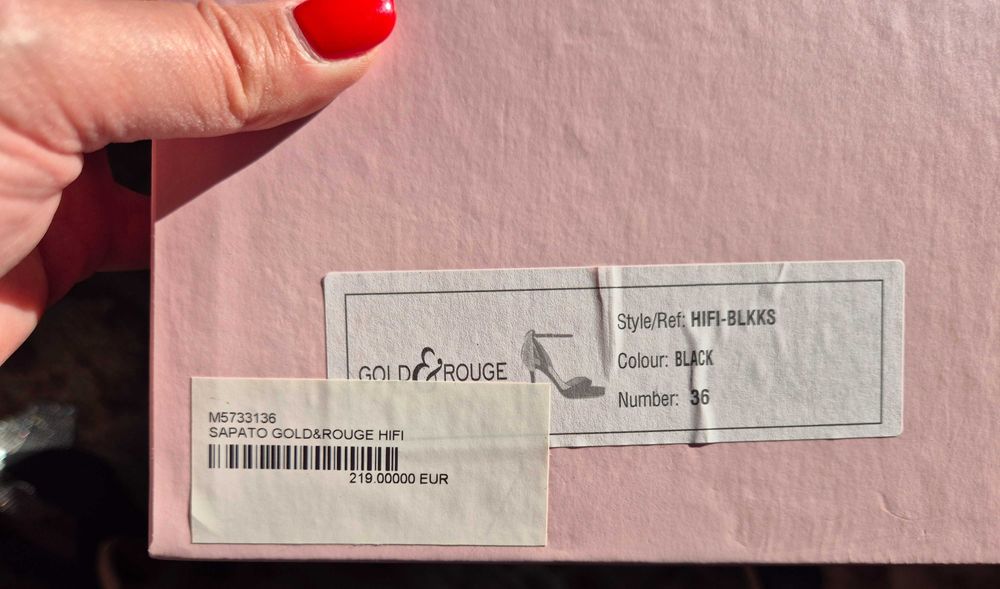 GOLD&ROUGE
Style/Ref: HIFI-BLKKS
Colour: BLACK
Number: 36
M5733136
SAPATO GOLD&ROUGE HIFI
219.00000 EUR